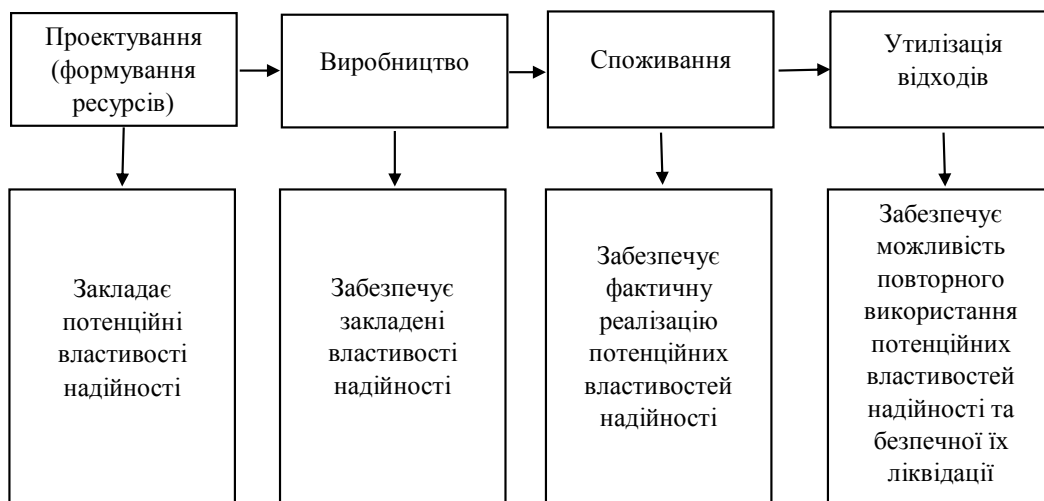 Проектування
(формування
ресурсів)
Виробництво
Споживання
Утилізація
відходів
Закладає
потенційні
властивості
надійності
Забезпечує
закладені
властивості
надійності
Забезпечує
фактичну
реалізацію
потенційних
властивостей
надійності
Забезпечує
можливість
повторного
використання
потенційних
властивостей
надійності та
безпечної їх
ліквідації